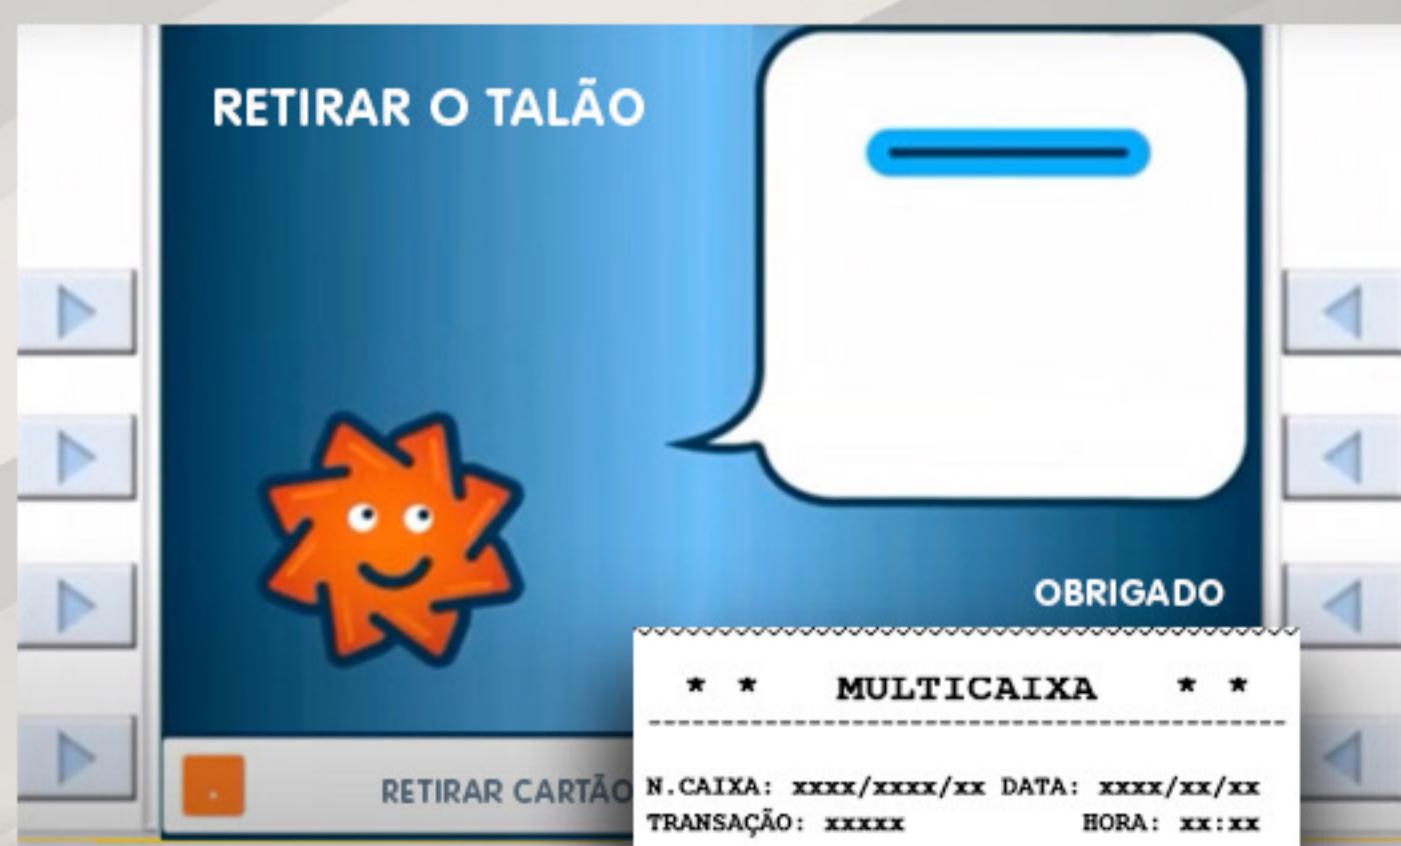 RETIRAR O TALÃO
OBRIGADO
* * MULTICAIXA * *
----------------------------------------
N.CAIXA: xxxx/xxxx/xx DATA: xxxx/xx/xx
TRANSAÇÃO: xxxxx HORA: xx:xx
RETIRAR CARTÃO